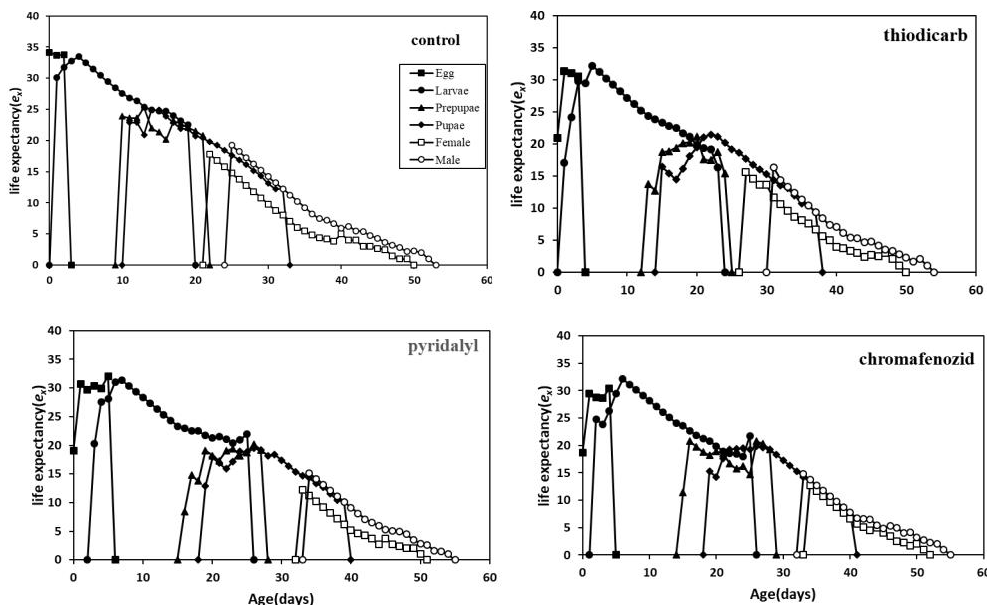 control
Egg
Larvae
Prepupae
Pupae
Female
Male
life expectancy(ex)
40
35
30
25
20
15
10
5
0
0 10 20 30 40 50 60
thiodicarb
life expectancy(ex)
40
35
30
25
20
15
10
5
0
0 10 20 30 40 50 60
pyridalyl
life expectancy(ex)
40
35
30
25
20
15
10
5
0
0 10 20 30 40 50 60
Age(days)
chromafenozid
life expectancy(ex)
40
35
30
25
20
15
10
5
0
0 10 20 30 40 50 60
Age(days)